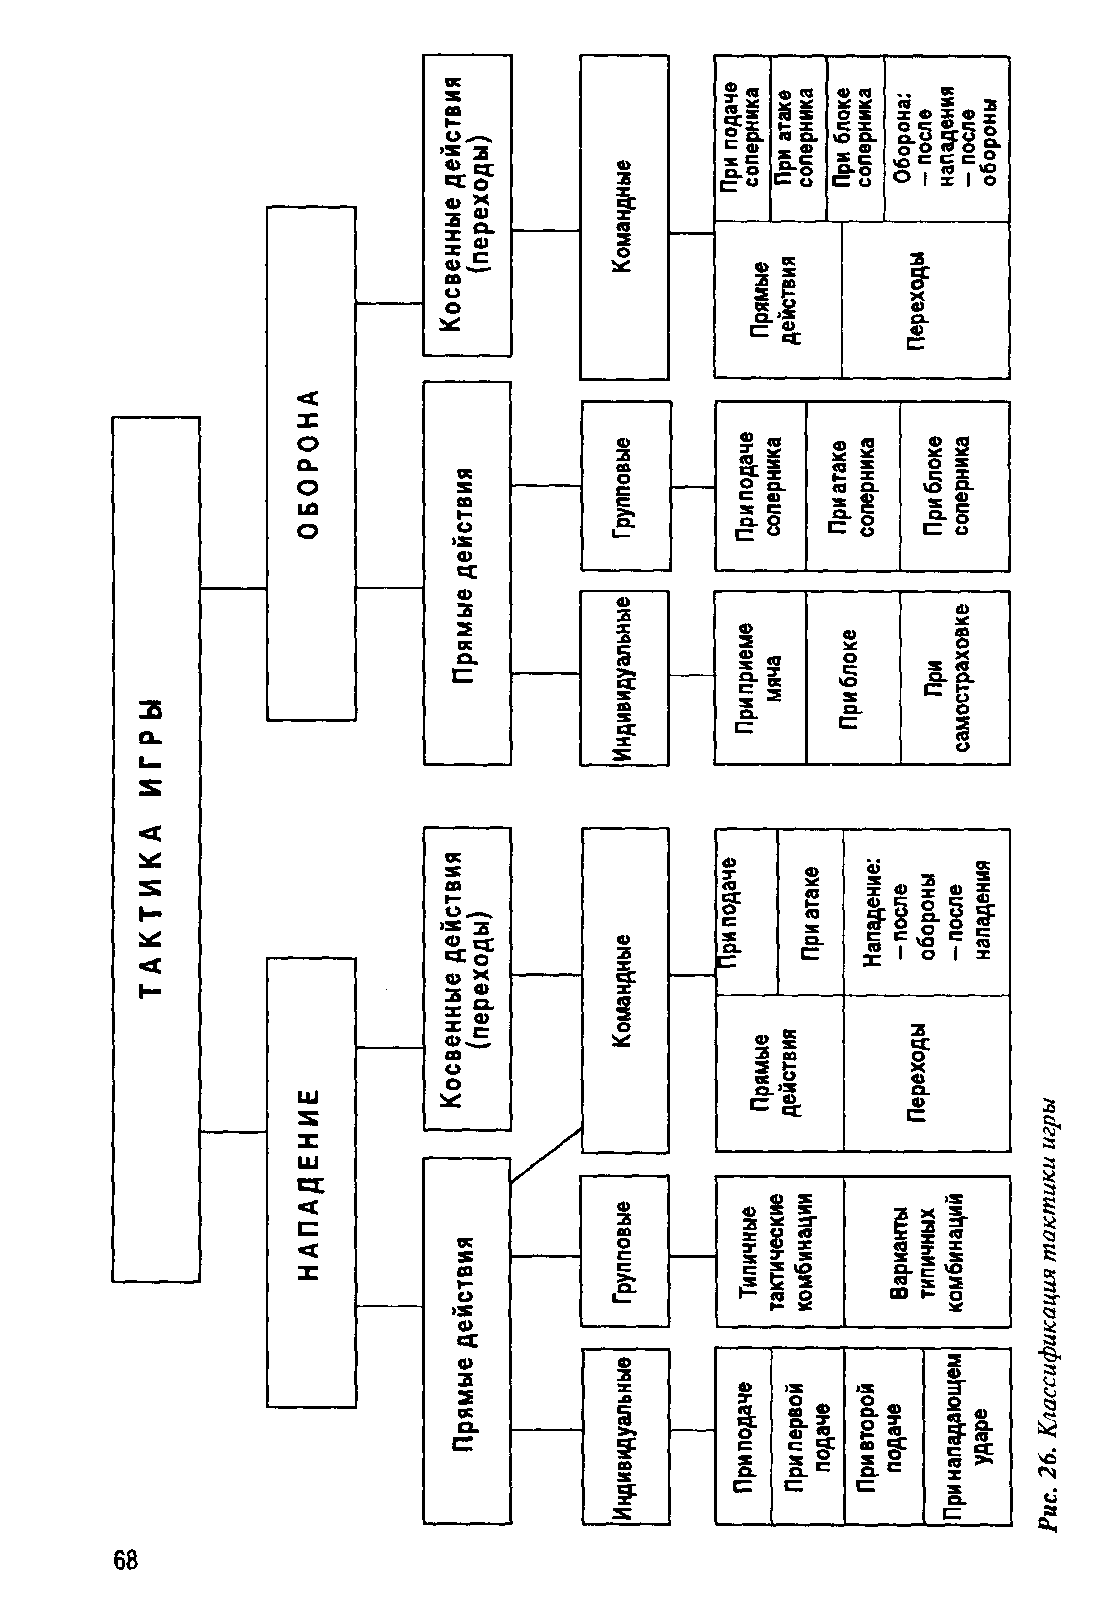 68
ТАКТИКА ИГРЫ
НАПАДЕНИЕ
ОБОРОНА
Прямые действия
Косвенные действия
(переходы)
Прямые действия
Косвенные действия
(переходы)
Индивидуальные
Групповые
Командные
Индивидуальные
Групповые
Командные
При подаче
При первой
подаче
При второй
подаче
При нападающем
ударе
Типичные
тактические
комбинации
Варианты
типичных
комбинаций
Прямые
действия
При подаче
При атаке
Переходы
Нападение:
– после
обороны
– после
нападения
При приеме
мяча
При блоке
При
самостраховке
При подаче
соперника
При атаке
соперника
При блоке
соперника
Прямые
действия
При подаче
соперника
При атаке
соперника
При блоке
соперника
Переходы
Оборона:
– после
нападения
– после
обороны
Рис. 26. Классификация тактики игры